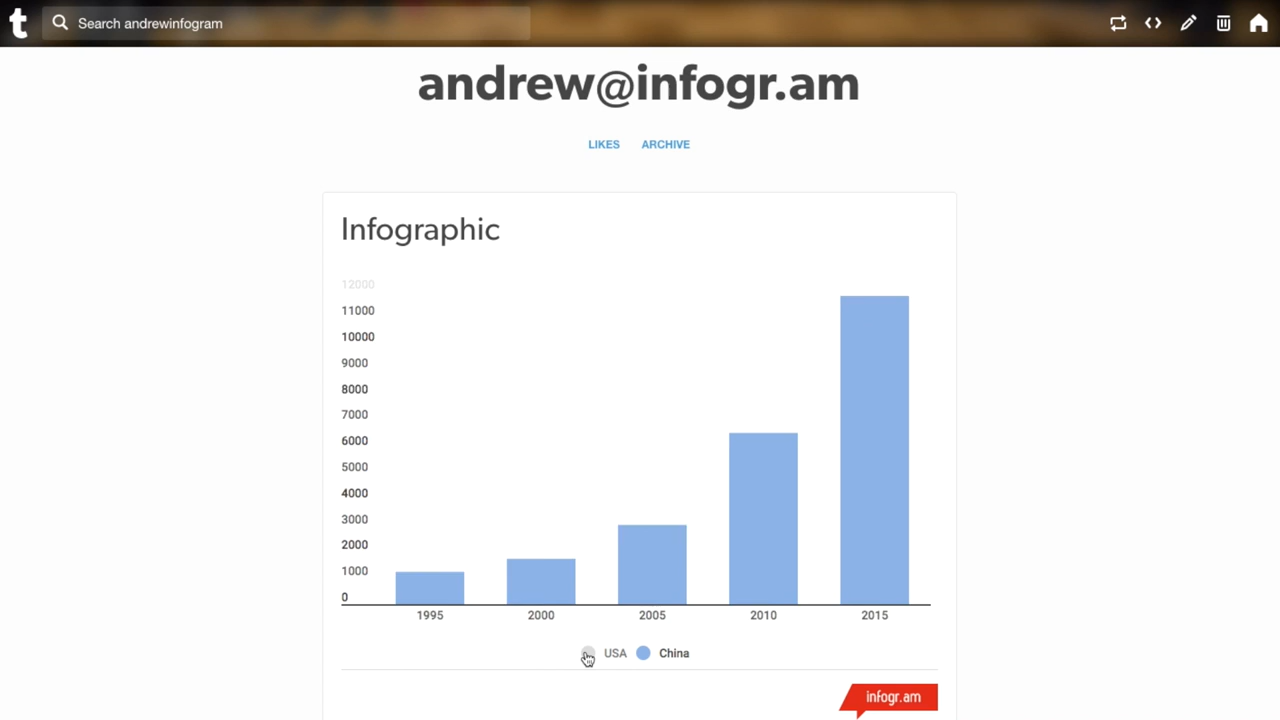 t
Search andrewinfogram
andrew@infogr.am
LIKES ARCHIVE
Infographic
12000
11000
10000
9000
8000
7000
6000
5000
4000
3000
2000
1000
0
1995 2000 2005 2010 2015
USA China
infogr.am